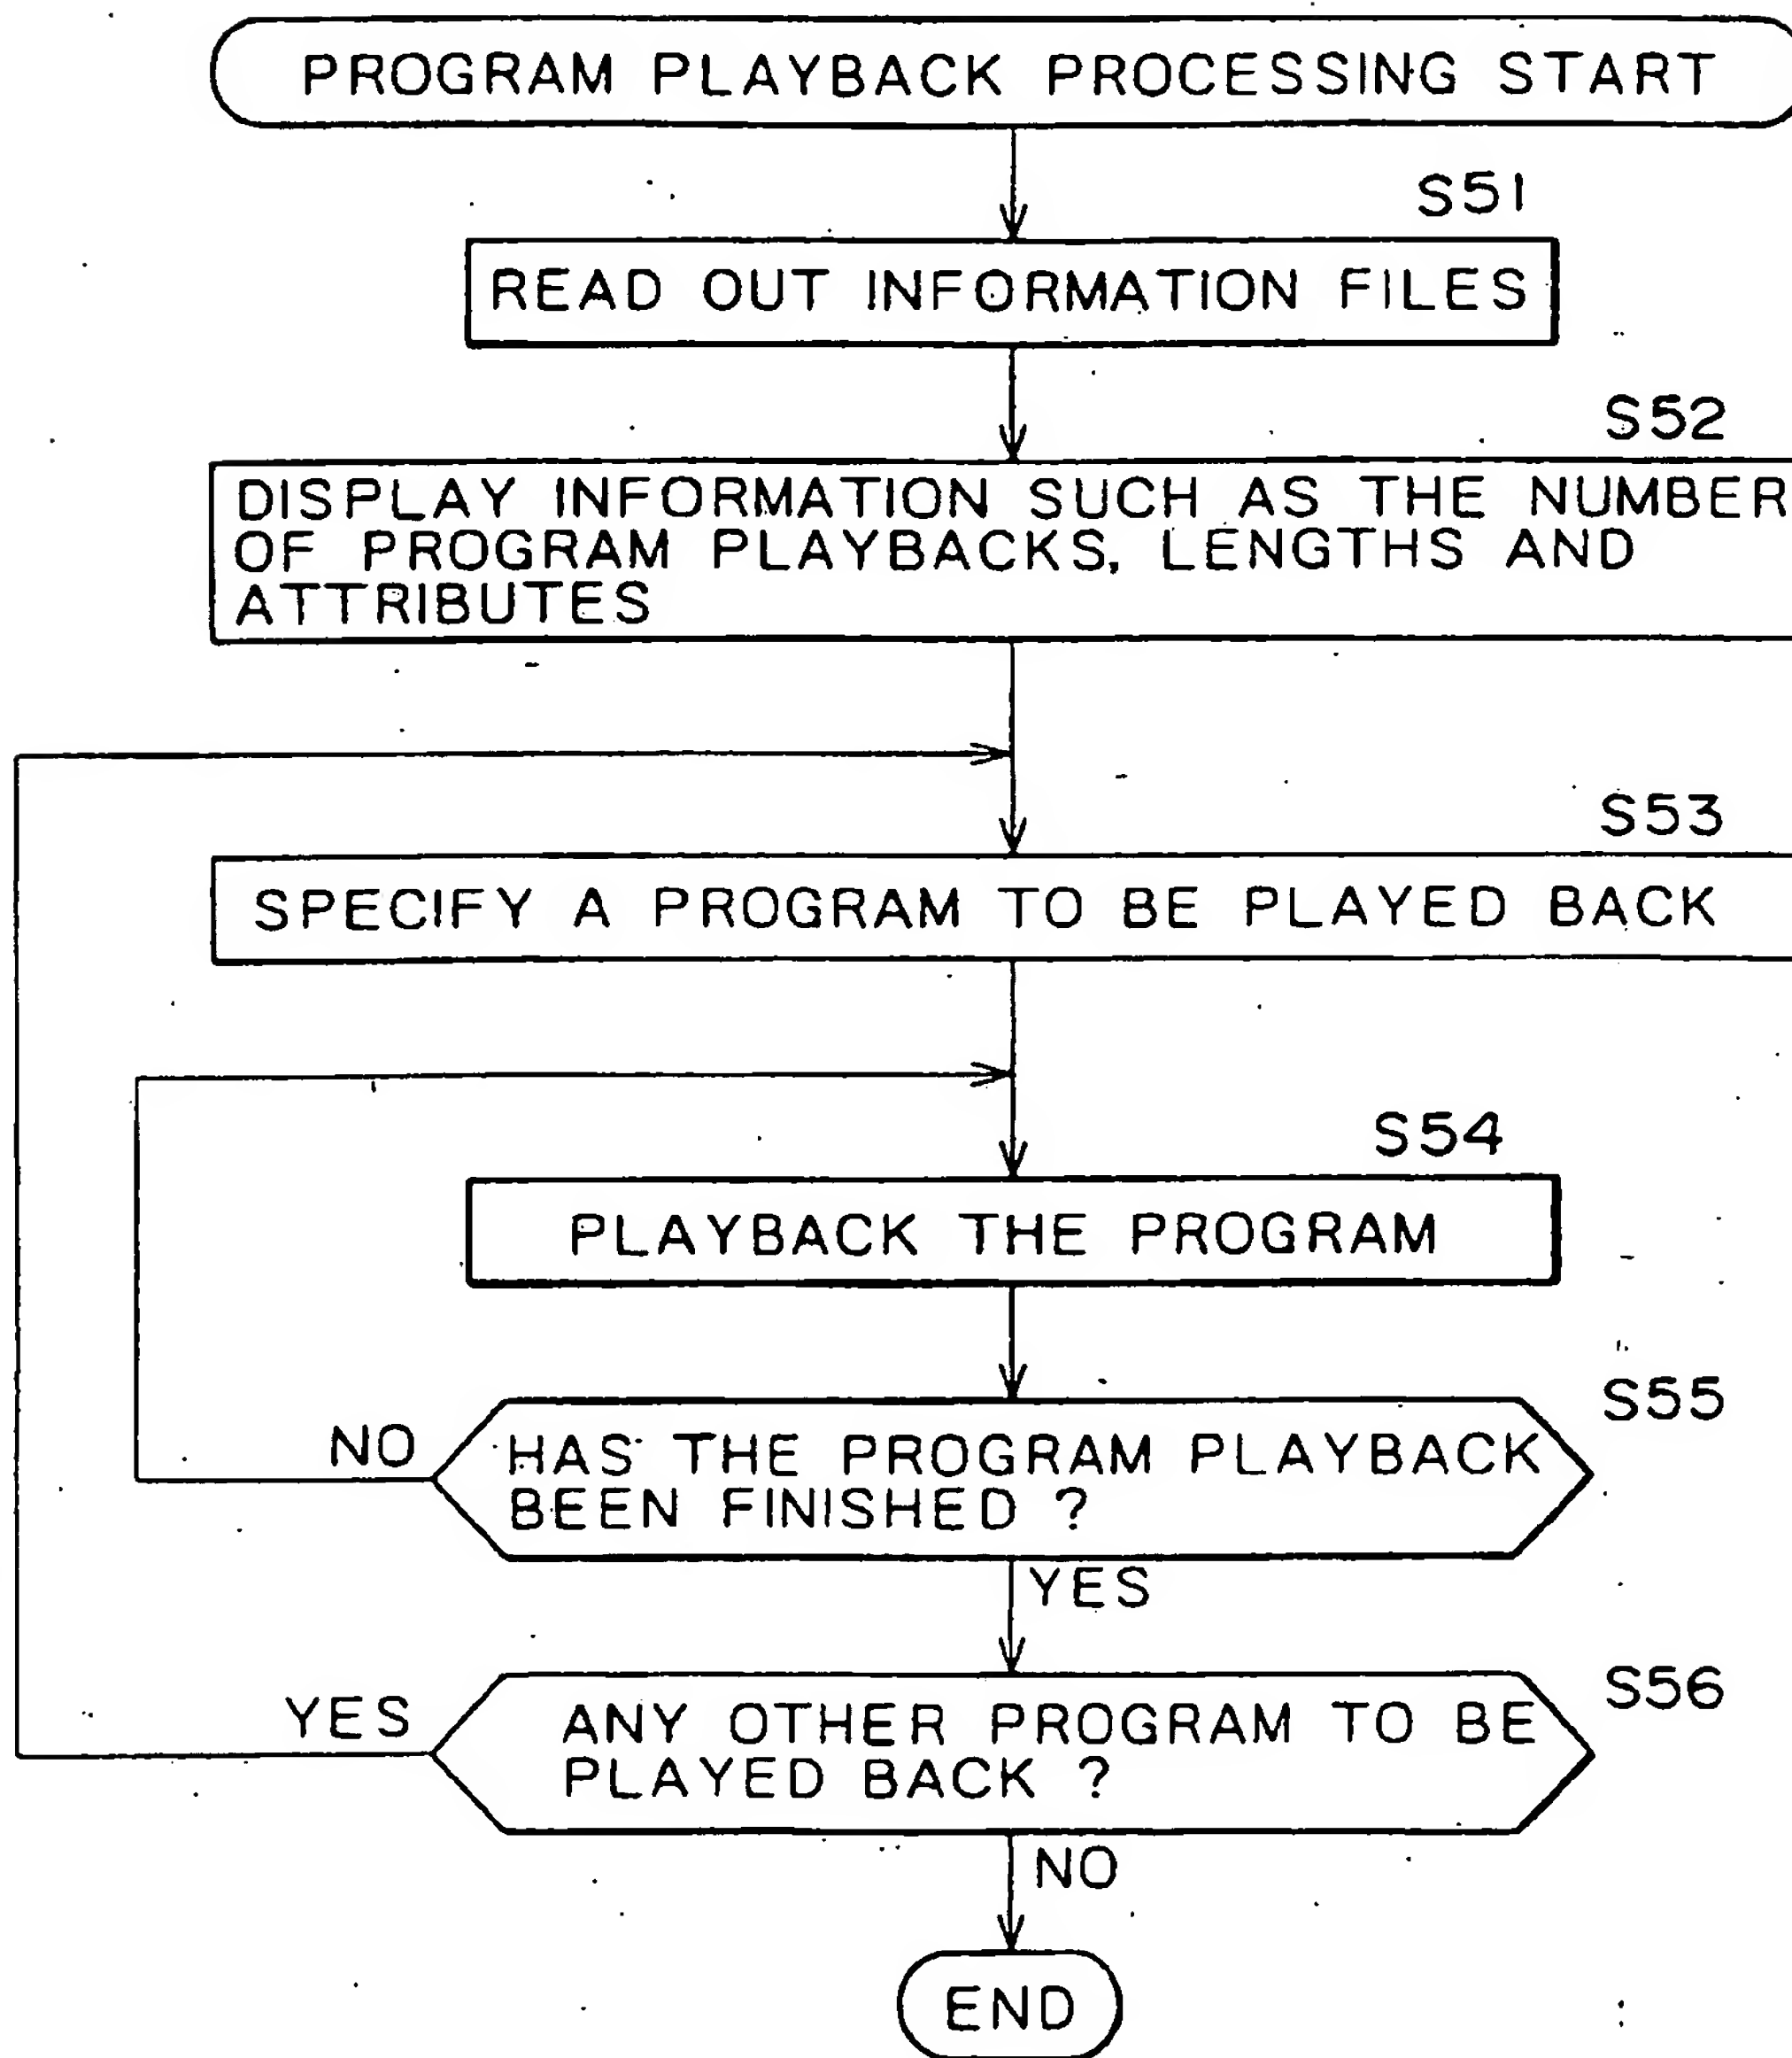 PROGRAM PLAYBACK PROCESSING START
S51
READ OUT INFORMATION FILES
S52
DISPLAY INFORMATION SUCH AS THE NUMBER
OF PROGRAM PLAYBACKS, LENGTHS AND
ATTRIBUTES
S53
SPECIFY A PROGRAM TO BE PLAYED BACK
S54
PLAYBACK THE PROGRAM
S55
NO
HAS THE PROGRAM PLAYBACK
BEEN FINISHED ?
YES
S56
YES
ANY OTHER PROGRAM TO BE
PLAYED BACK ?
NO
END